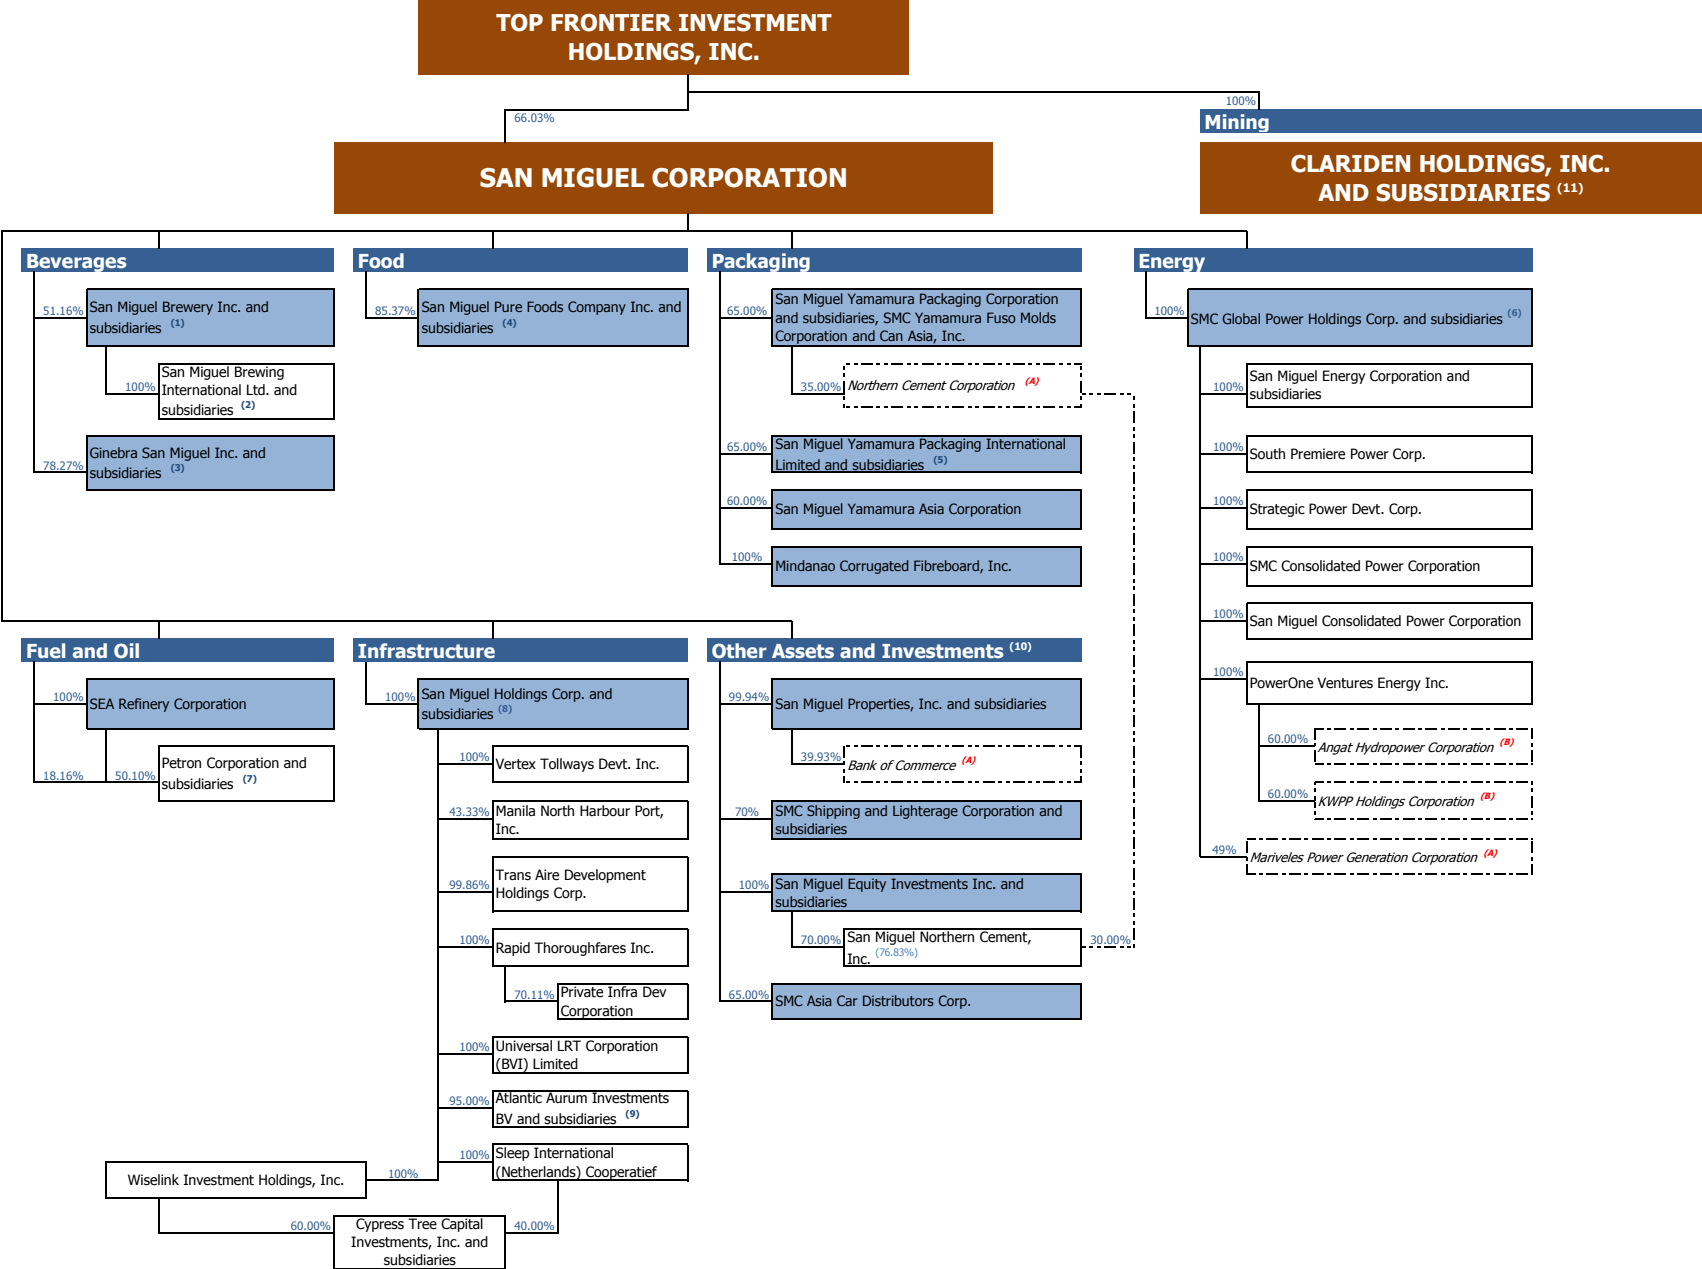 TOP FRONTIER INVESTMENT
HOLDINGS, INC.
66.03%
100%
Mining
SAN MIGUEL CORPORATION
CLARIDEN HOLDINGS, INC.
AND SUBSIDIARIES (11)
Beverages
51.16%
San Miguel Brewery Inc. and
subsidiaries (1)
100%
San Miguel Brewing
International Ltd. and
subsidiaries (2)
78.27%
Ginebra San Miguel Inc. and
subsidiaries (3)
Food
85.37%
San Miguel Pure Foods Company Inc. and
subsidiaries (4)
Packaging
65.00%
San Miguel Yamamura Packaging Corporation
and subsidiaries, SMC Yamamura Fuso Molds
Corporation and Can Asia, Inc.
35.00%
Northern Cement Corporation (A)
65.00%
San Miguel Yamamura Packaging International
Limited and subsidiaries (5)
60.00%
San Miguel Yamamura Asia Corporation
100%
Mindanao Corrugated Fibreboard, Inc.
Energy
100%
SMC Global Power Holdings Corp. and subsidiaries (6)
100%
San Miguel Energy Corporation and
subsidiaries
100%
South Premiere Power Corp.
100%
Strategic Power Devt. Corp.
100%
SMC Consolidated Power Corporation
100%
San Miguel Consolidated Power Corporation
100%
PowerOne Ventures Energy Inc.
60.00%
Angat Hydropower Corporation (B)
60.00%
KWPP Holdings Corporation (B)
49%
Mariveles Power Generation Corporation (A)
Fuel and Oil
100%
SEA Refinery Corporation
18.16%
50.10%
Petron Corporation and
subsidiaries (7)
Infrastructure
100%
San Miguel Holdings Corp. and
subsidiaries (8)
100%
Vertex Tollways Devt. Inc.
43.33%
Manila North Harbour Port,
Inc.
99.86%
Trans Aire Development
Holdings Corp.
100%
Rapid Thoroughfares Inc.
70.11%
Private Infra Dev
Corporation
100%
Universal LRT Corporation
(BVI) Limited
95.00%
Atlantic Aurum Investments
BV and subsidiaries (9)
100%
Sleep International
(Netherlands) Cooperatief
Wiselink Investment Holdings, Inc.
100%
60.00%
Cypress Tree Capital
Investments, Inc. and
subsidiaries
40.00%
Other Assets and Investments (10)
99.94%
San Miguel Properties, Inc. and subsidiaries
39.93%
Bank of Commerce (A)
70%
SMC Shipping and Lighterage Corporation and
subsidiaries
100%
San Miguel Equity Investments Inc. and
subsidiaries
70.00%
San Miguel Northern Cement,
Inc. (76.83%)
30.00%
65.00%
SMC Asia Car Distributors Corp.